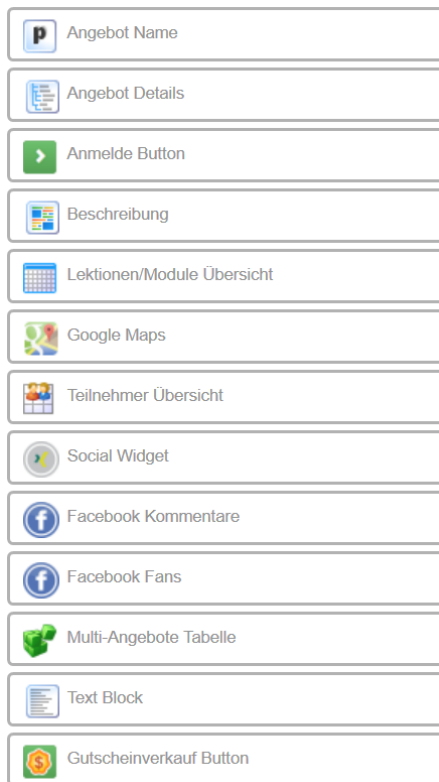 Angebot Name
Angebot Details
Anmelde Button
Beschreibung
Lektionen/Module Übersicht
Google Maps
Teilnehmer Übersicht
Social Widget
Facebook Kommentare
Facebook Fans
Multi-Angebote Tabelle
Text Block
Gutscheinverkauf Button